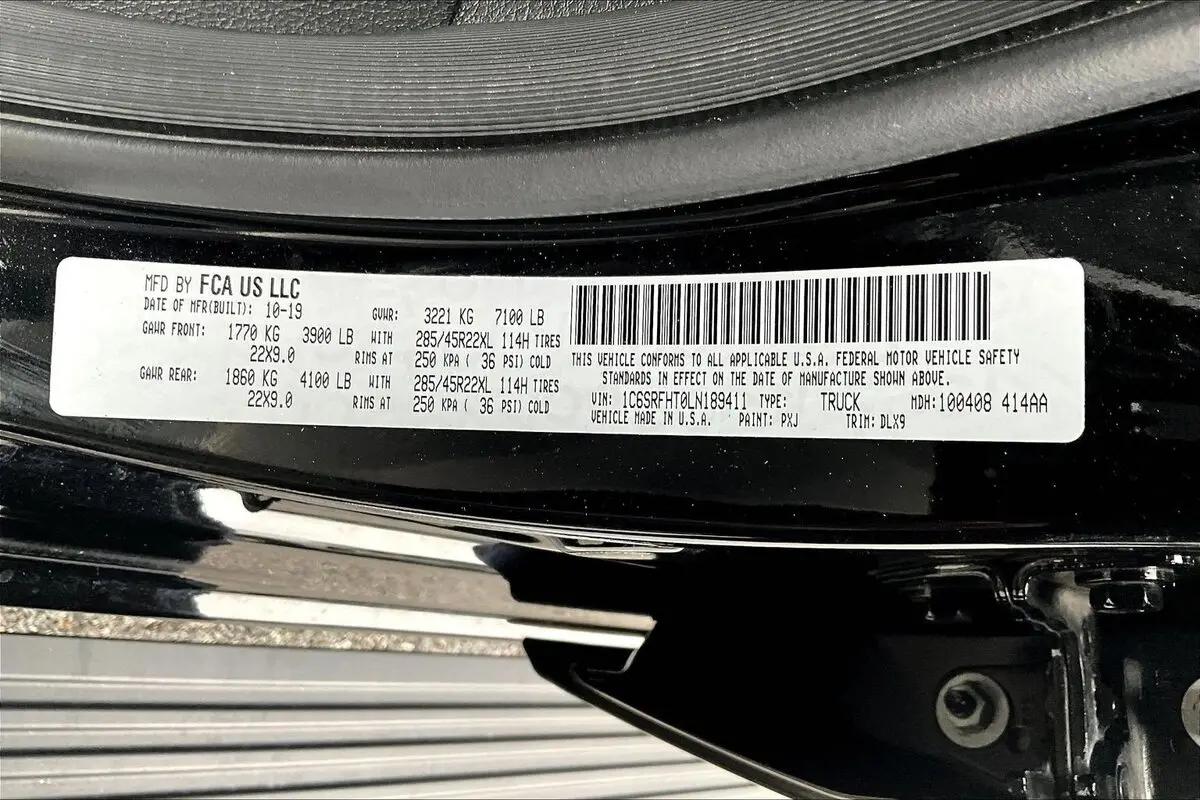 MFD BY FCA US LLC
DATE OF MFR(BUILT): 10-19 GVWR: 3221 KG 7100 LB
GAWR FRONT: 1770 KG 3900 LB WITH 285/45R22XL 114H TIRES
22X9.0 RIMS AT 250 KPA ( 36 PSI) COLD
GAWR REAR: 1860 KG 4100 LB WITH 285/45R22XL 114H TIRES
22X9.0 RIMS AT 250 KPA ( 36 PSI) COLD
THIS VEHICLE CONFORMS TO ALL APPLICABLE U.S.A. FEDERAL MOTOR VEHICLE SAFETY
STANDARDS IN EFFECT ON THE DATE OF MANUFACTURE SHOWN ABOVE.
VIN: 1C6SRFHT0LN189411 TYPE: TRUCK MDH:100408 414AA
VEHICLE MADE IN U.S.A. PAINT: PXJ TRIM: DLX9